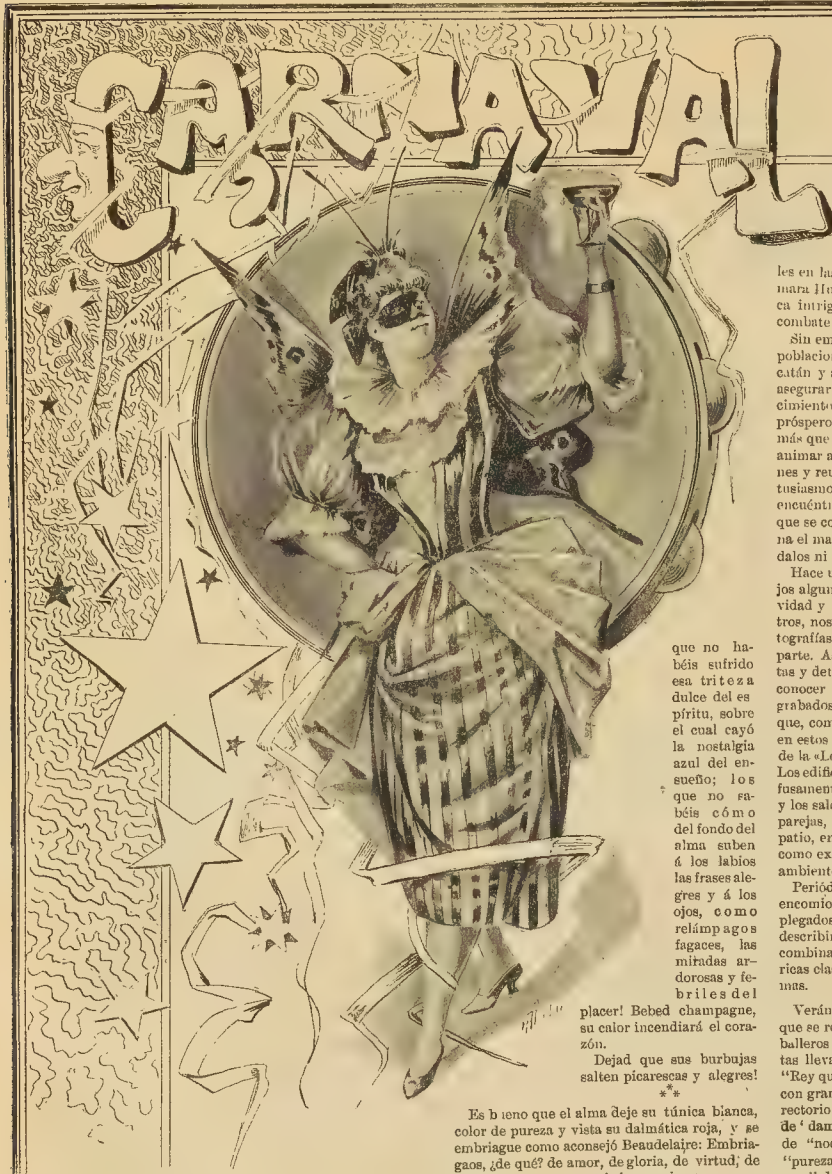 CARNAVAL
que no ha-
béis sufrido
esa triteza
dulce del es
píritu, sobre
el cual cayó
la nostalgia
azul del en-
sueño; los
que no sa-
béis cómo
del fondo del
alma suben
á los labios
las frases ale-
gres y á los
ojos, como
relámpagos
fagaces, las
miradas ar-
dorosas y fe-
briles del
placer! Bebed champagne,
su calor incendiará el cora-
zón.
Dejad que sus burbujas
salten picarescas y alegres!
***
Es bueno que el alma deje su túnica blanca,
color de pureza y vista su dalmática roja, y se
embriague como aconsejó Beaudelaire: Embria-
gaos, ¿de qué? de amor, de gloria, de virtud, de
les en la
mara
ca intrig
combate
Sin em
poblacion
catán y
asegurar
cimiento
próspero
más que
animar a
nes y reu
tusiasmo
encuéntr
que se co
na el ma
dalos ni
Hace u
jos algun
vidad y
tros, nos
tografías
parte. A
tas y det
conocer
grabados
que, com
en estos
de la «Le
Los edific
fusament
y los salo
parejas,
patio, en
como ex
ambiente
Periód
encomio
plegados
describir
combina
ricas cla
mas.
Verán
que se re
balleros
tas lleva
“Rey qu
con gran
rectorio
de ‘dam
de “noc
“pureza